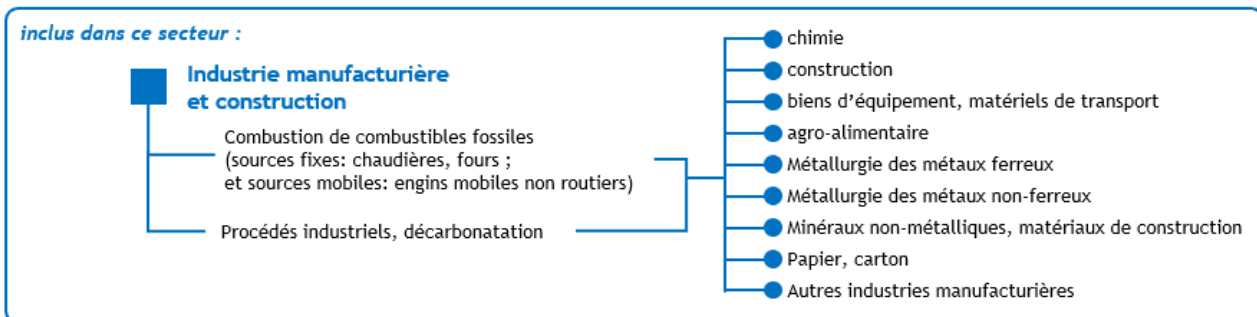 inclus dans ce secteur :
Industrie manufacturière
et construction
Combustion de combustibles fossiles
(sources fixes: chaudières, fours ;
et sources mobiles: engins mobiles non routiers)
Procédés industriels, décarbonatation
chimie
construction
biens d'équipement, matériels de transport
agro-alimentaire
Métallurgie des métaux ferreux
Métallurgie des métaux non-ferreux
Minéraux non-métalliques, matériaux de construction
Papier, carton
Autres industries manufacturières